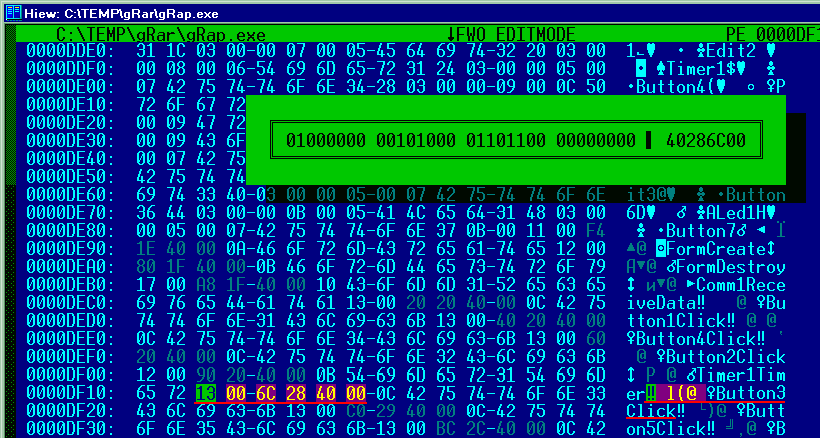 Hiew: C:\TEMP\gRar\gRap.exe
C:\TEMP\gRar\gRap.exe ↓FWO EDITMODE PE 0000DF1
0000DDE0: 31 1C 03 00-00 07 00 05-45 64 69 74-32 20 03 00 1∟♥ • ♣Edit2 ♥
0000DDF0: 00 08 00 06-54 69 6D 65-72 31 24 03-00 00 05 00 ◘ ♠Timer1$♥ ♣
0000DE00: 07 42 75 74-74 6F 6E 34-28 03 00 00-09 00 0C 50 •Button4(♥ ○ ♀P
0000DE10: 72 6F 67 72
0000DE20: 00 09 47 72
01000000 00101000 01101100 00000000 40286C00
0000DE30: 00 09 43 6F
0000DE40: 00 07 42 75
0000DE50: 42 75 74 74
0000DE60: 69 74 33 40-03 00 00 05-00 07 42 75-74 74 6F 6E it3@♥ ♣ •Button
0000DE70: 36 44 03 00-00 0B 00 05-41 4C 65 64-31 48 03 00 6D♥ ♂ ♣ALed1H♥
0000DE80: 00 05 00 07-42 75 74 74-6F 6E 37 0B-00 11 00 F4 ♣ •Button7♂ ◄
0000DE90: 1E 40 00 0A-46 6F 72 6D-43 72 65 61-74 65 12 00 ▲@ ◙FormCreate↕
0000DEA0: 80 1F 40 00-0B 46 6F 72-6D 44 65 73-74 72 6F 79 А▼@ ♂FormDestroy
0000DEB0: 17 00 A8 1F-40 00 10 43-6F 6D 6D 31-52 65 63 65 ↨ и▼@ ►Comm1Rece
0000DEC0: 69 76 65 44-61 74 61 13-00 20 20 40-00 0C 42 75 iveData‼ @ ♀Bu
0000DED0: 74 74 6F 6E-31 43 6C 69-63 6B 13 00-40 20 40 00 tton1Click‼ @ @
0000DEE0: 0C 42 75 74-74 6F 6E 34-43 6C 69 63-6B 13 00 60 ♀Button4Click‼ `
0000DEF0: 20 40 00 0C-42 75 74 74-6F 6E 32 43-6C 69 63 6B @ ♀Button2Click
0000DF00: 12 00 90 20-40 00 0B 54-69 6D 65 72-31 54 69 6D ↕ Р @ ♂Timer1Tim
0000DF10: 65 72 13 00-6C 28 40 00-0C 42 75 74-74 6F 6E 33 er‼ l(@ ♀Button3
0000DF20: 43 6C 69 63-6B 13 00 C0-29 40 00 0C-42 75 74 74 Click‼ └)@ ♀Butt
0000DF30: 6F 6E 35 43-6C 69 63 6B-13 00 BC 2C-40 00 0C 42 on5Click‼ ╝,@ ♀B